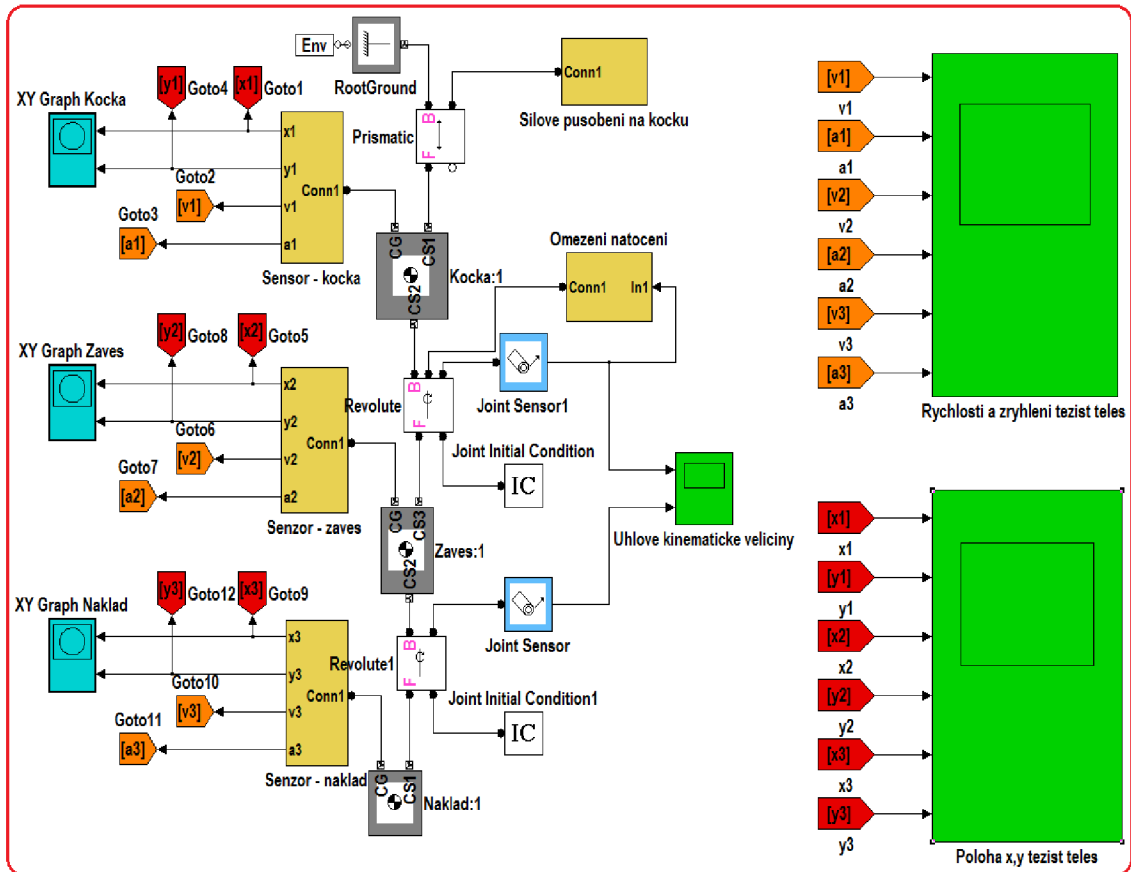 Env
RootGround
Conn1
Silove pusobeni na kocku
B
F
Prismatic
XY Graph Kocka
[y1]
Goto4
[x1]
Goto1
x1
y1
v1
a1
Conn1
Goto2
[v1]
Goto3
[a1]
Sensor - kocka
CG
CS1
CS2
Kocka:1
Omezeni natoceni
Conn1
In1
XY Graph Zaves
[y2]
Goto8
[x2]
Goto5
x2
y2
v2
a2
Conn1
Goto6
[v2]
Goto7
[a2]
Senzor - zaves
B
F
Revolute
Joint Sensor1
Joint Initial Condition
IC
CG
CS3
CS2
Zaves:1
Uhlove kinematicke veliciny
XY Graph Naklad
[y3]
Goto12
[x3]
Goto9
x3
y3
v3
a3
Conn1
Goto10
[v3]
Goto11
[a3]
Senzor - naklad
B
F
Revolute1
Joint Sensor
Joint Initial Condition1
IC
CG
CS1
Naklad:1
[v1]
v1
[a1]
a1
[v2]
v2
[a2]
a2
[v3]
v3
[a3]
a3
Rychlosti a zryhleni tezist teles
[x1]
x1
[y1]
y1
[x2]
x2
[y2]
y2
[x3]
x3
[y3]
y3
Poloha x,y tezist teles